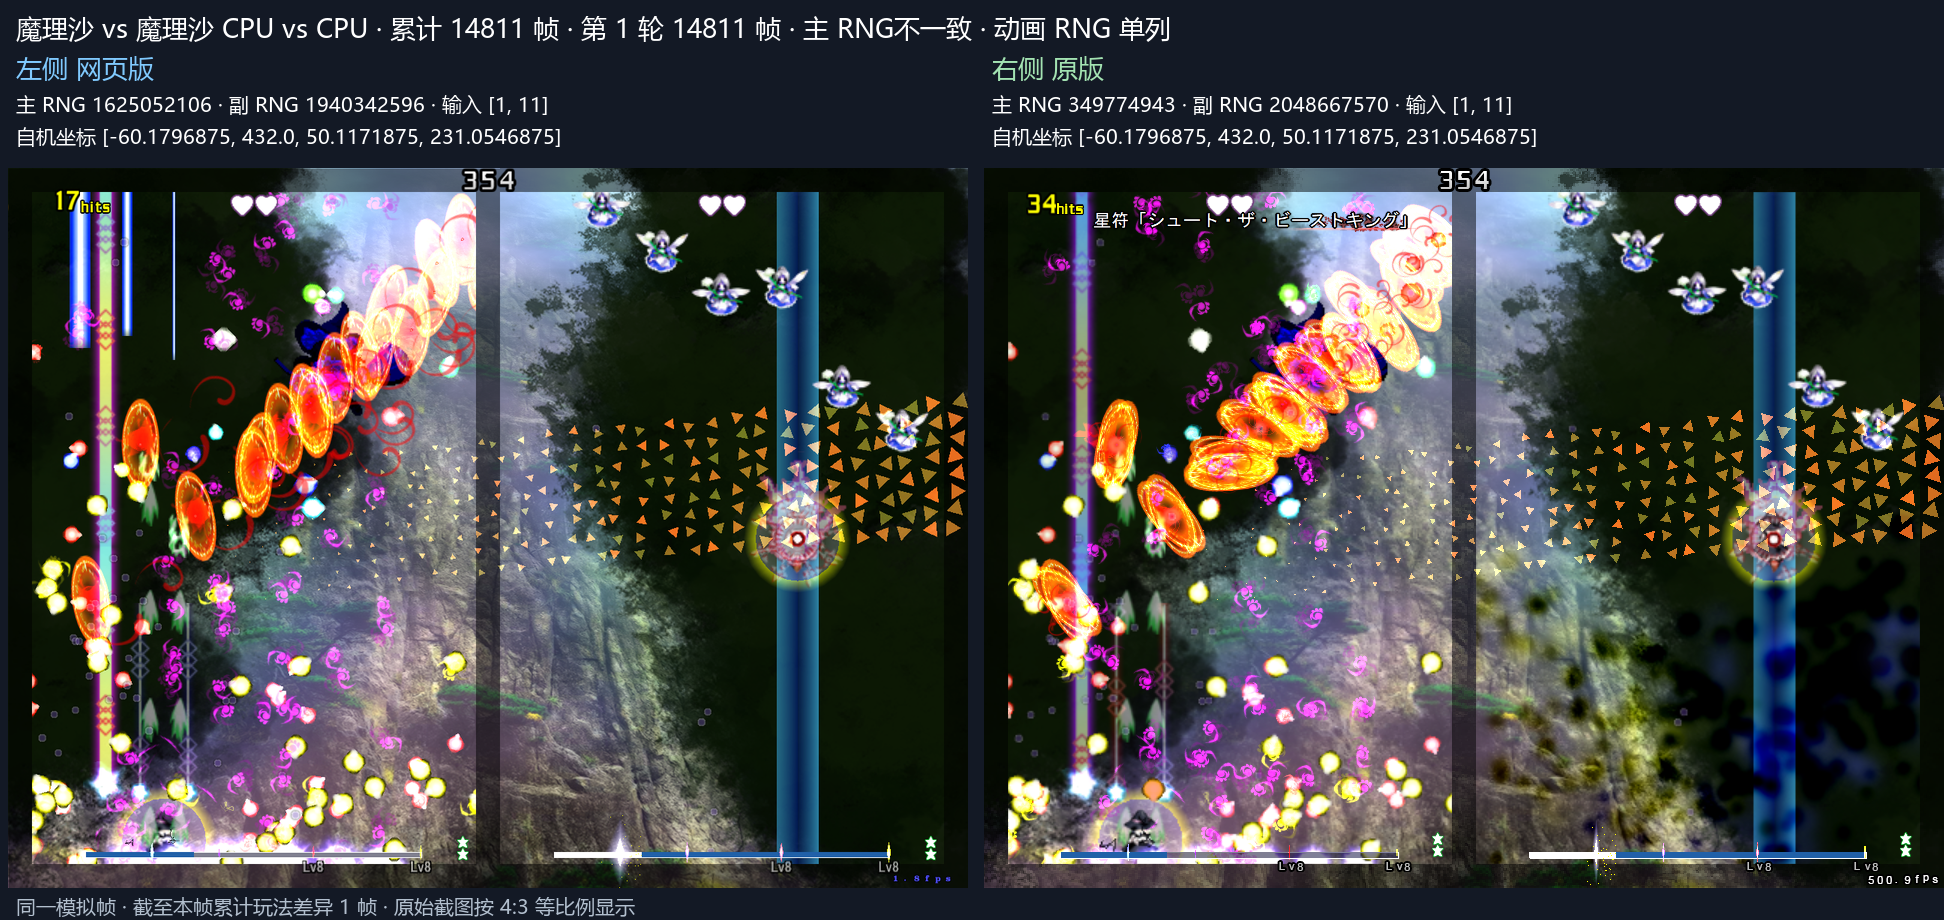 魔理沙 vs 魔理沙 CPU vs CPU · 累计 14811 帧 · 第 1 轮 14811 帧 · 主 RNG不一致 · 动画 RNG 单列
左侧 网页版
主 RNG 1625052106 · 副 RNG 1940342596 · 输入 [1, 11]
自机坐标 [-60.1796875, 432.0, 50.1171875, 231.0546875]
354
17hits
Lv8
Lv8
Lv8
Lv8
1.8fps
右侧 原版
主 RNG 349774943 · 副 RNG 2048667570 · 输入 [1, 11]
自机坐标 [-60.1796875, 432.0, 50.1171875, 231.0546875]
354
34hits
星符「シュート・ザ・ビーストキング」
Lv8
Lv8
Lv8
Lv8
500.9fps
同一模拟帧 · 截至本帧累计玩法差异 1 帧 · 原始截图按 4:3 等比例显示